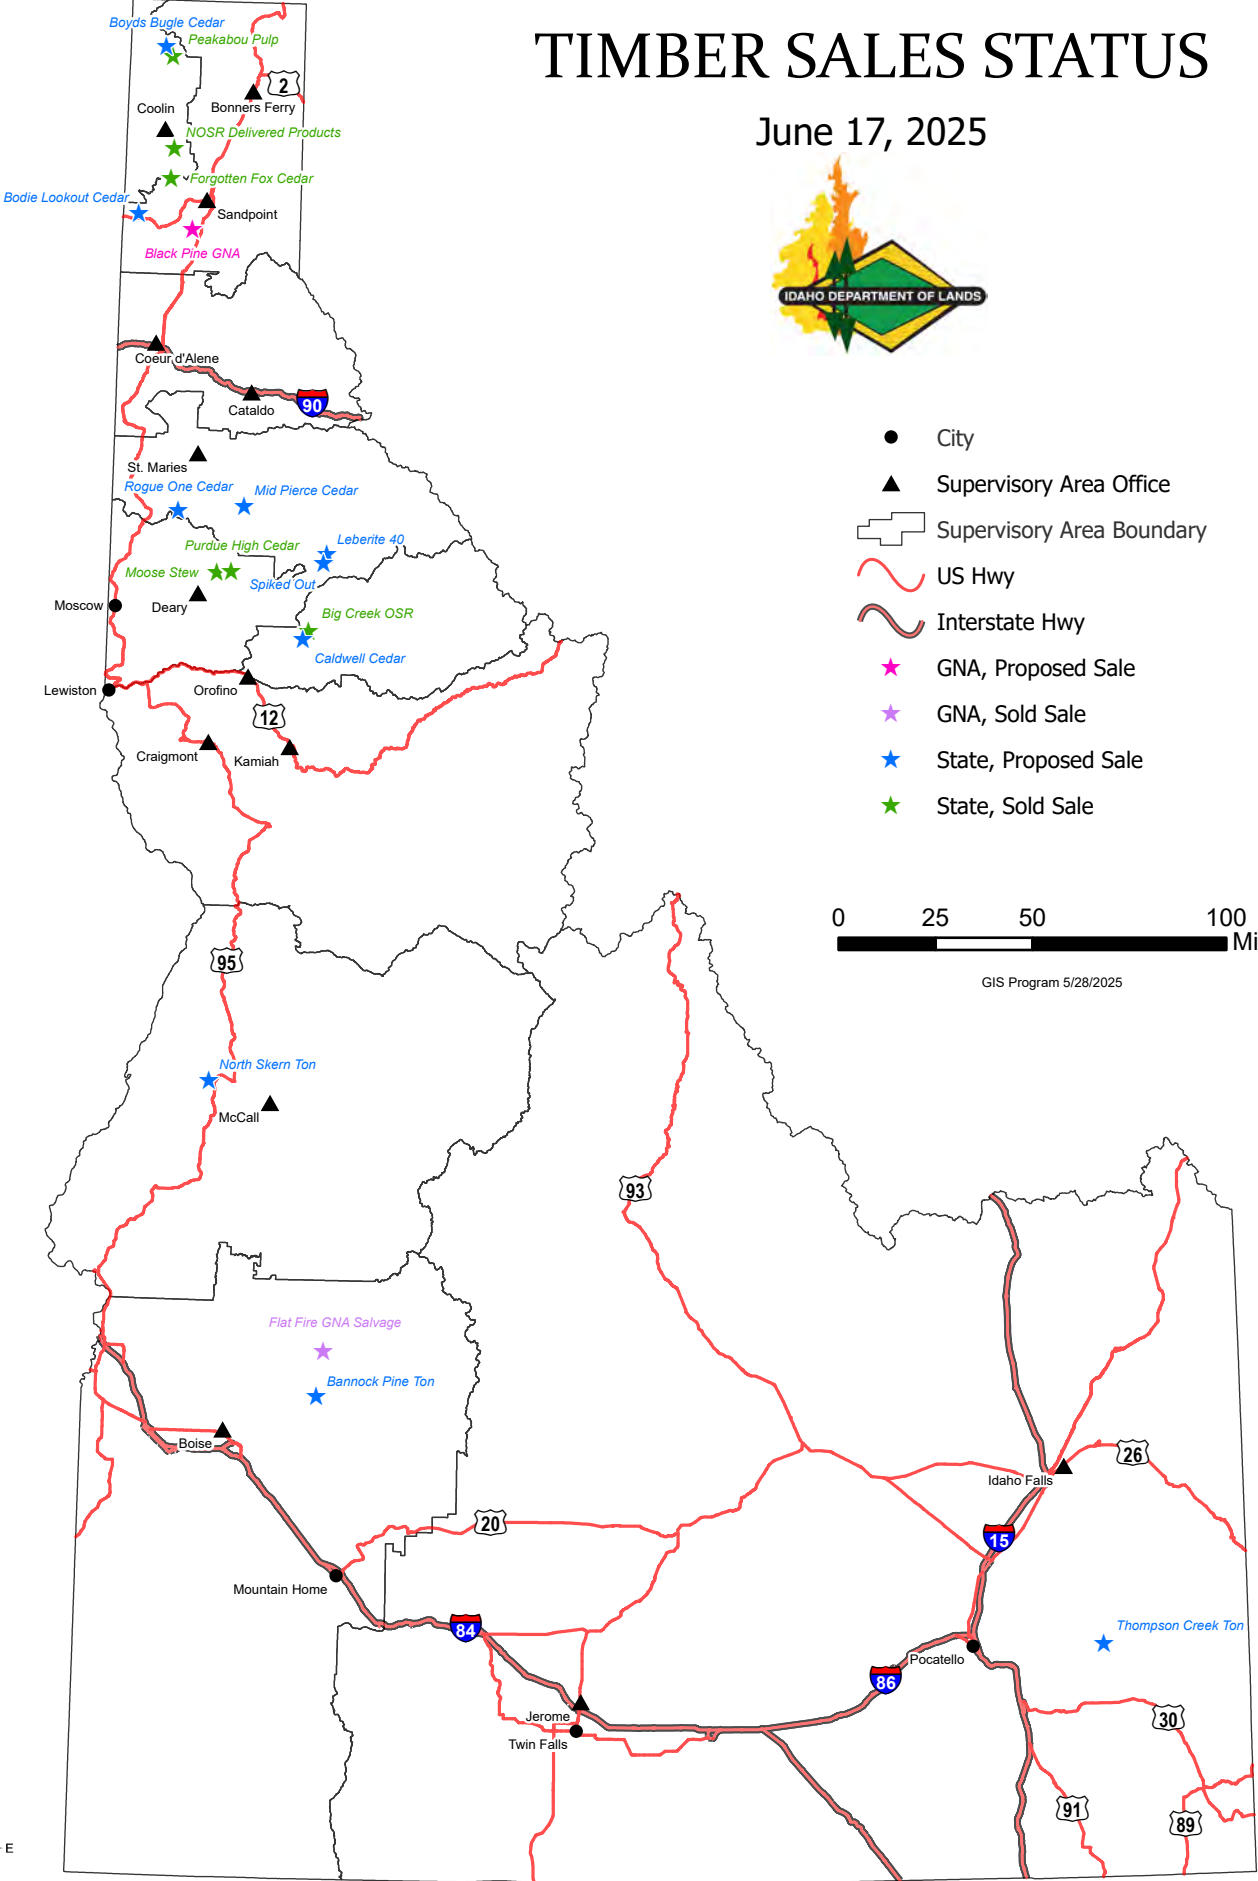 TIMBER SALES STATUS
June 17, 2025
IDAHO DEPARTMENT OF LANDS
City
Supervisory Area Office
Supervisory Area Boundary
US Hwy
Interstate Hwy
GNA, Proposed Sale
GNA, Sold Sale
State, Proposed Sale
State, Sold Sale
0 25 50 100
Mi
GIS Program 5/28/2025
Boyds Bugle Cedar
Peakabou Pulp
2
Coolin
Bonners Ferry
NOSR Delivered Products
Forgotten Fox Cedar
Bodie Lookout Cedar
Sandpoint
Black Pine GNA
Coeur d'Alene
Cataldo
90
St. Maries
Rogue One Cedar
Mid Pierce Cedar
Leberite 40
Purdue High Cedar
Moose Stew
Spiked Out
Moscow
Deary
Big Creek OSR
Caldwell Cedar
Lewiston
Orofino
12
Craigmont
Kamiah
95
North Skern Ton
McCall
93
Flat Fire GNA Salvage
Bannock Pine Ton
Boise
26
Idaho Falls
20
15
Mountain Home
84
Thompson Creek Ton
Pocatello
86
Jerome
Twin Falls
30
91
89
E